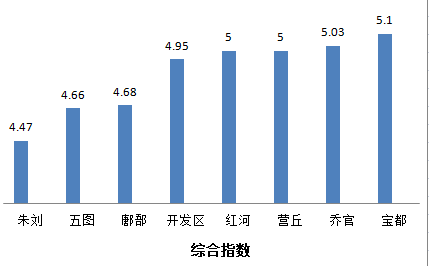 4.47 4.66 4.68 4.95 5 5 5.03 5.1
朱刘 五图 鄌郚 开发区 红河 营丘 乔官 宝都
综合指数